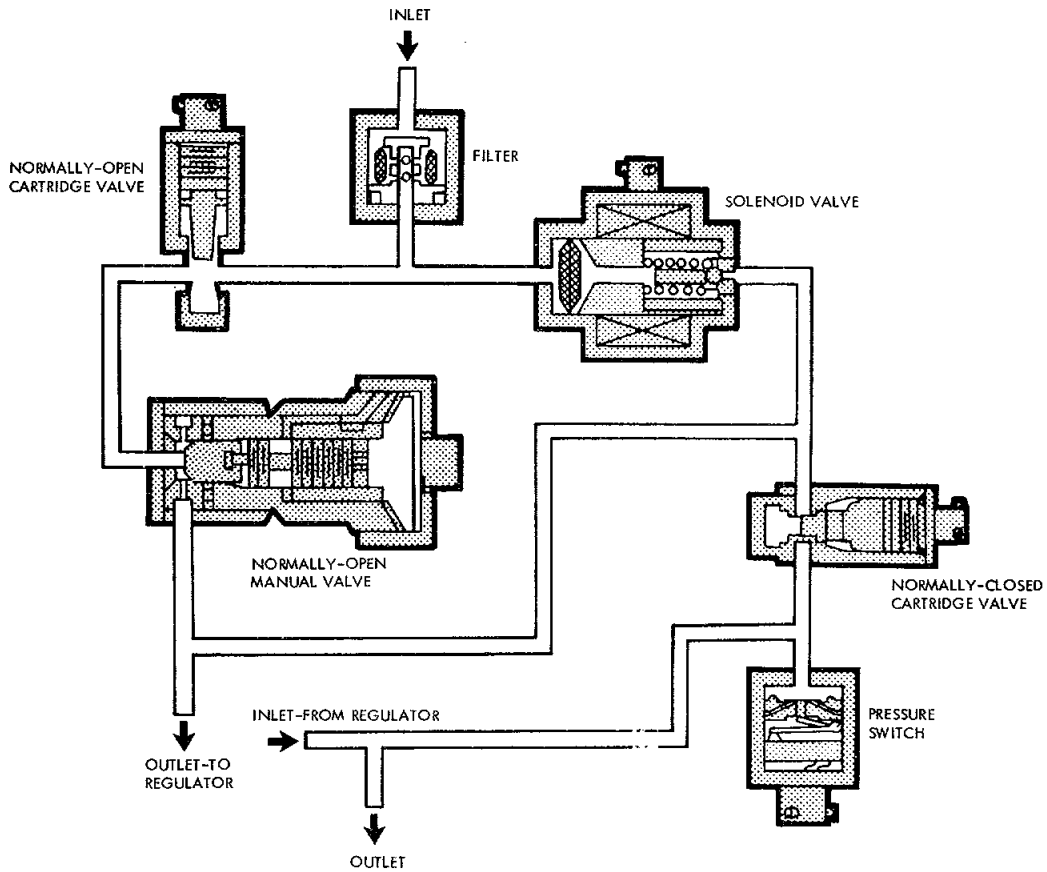 INLET
NORMALLY-OPEN
CARTRIDGE VALVE
FILTER
SOLENOID VALVE
NORMALLY-OPEN
MANUAL VALVE
NORMALLY-CLOSED
CARTRIDGE VALVE
INLET-FROM REGULATOR
PRESSURE
SWITCH
OUTLET-TO
REGULATOR
OUTLET